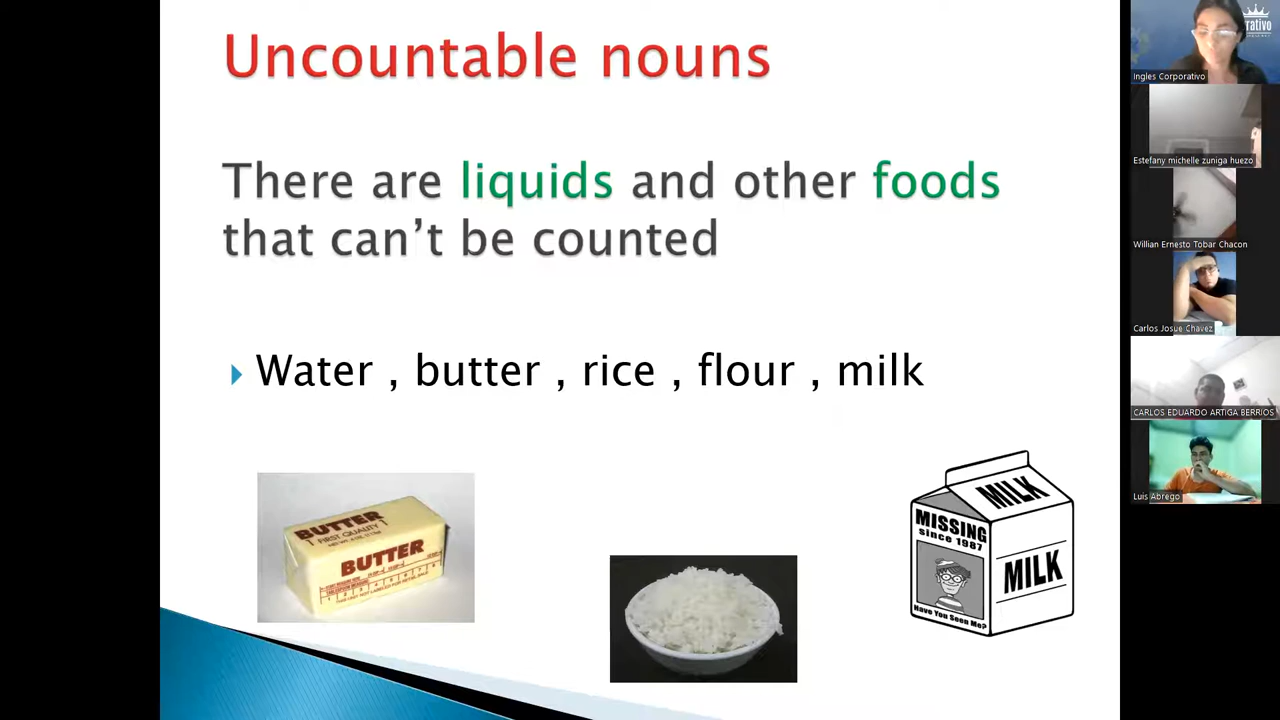 Uncountable nouns
There are liquids and other foods
that can't be counted
Water , butter , rice , flour , milk
BUTTER
FIRST QUALITY
BUTTER
MILK
MISSING
since 1987
MILK
Have You Seen Me?
rativo
Ingles Corporativo
Estefany michelle zuniga huezo
Willian Ernesto Tobar Chacon
Carlos Josue Chavez
CARLOS EDUARDO ARTIGA BERRIOS
Luis Abrego